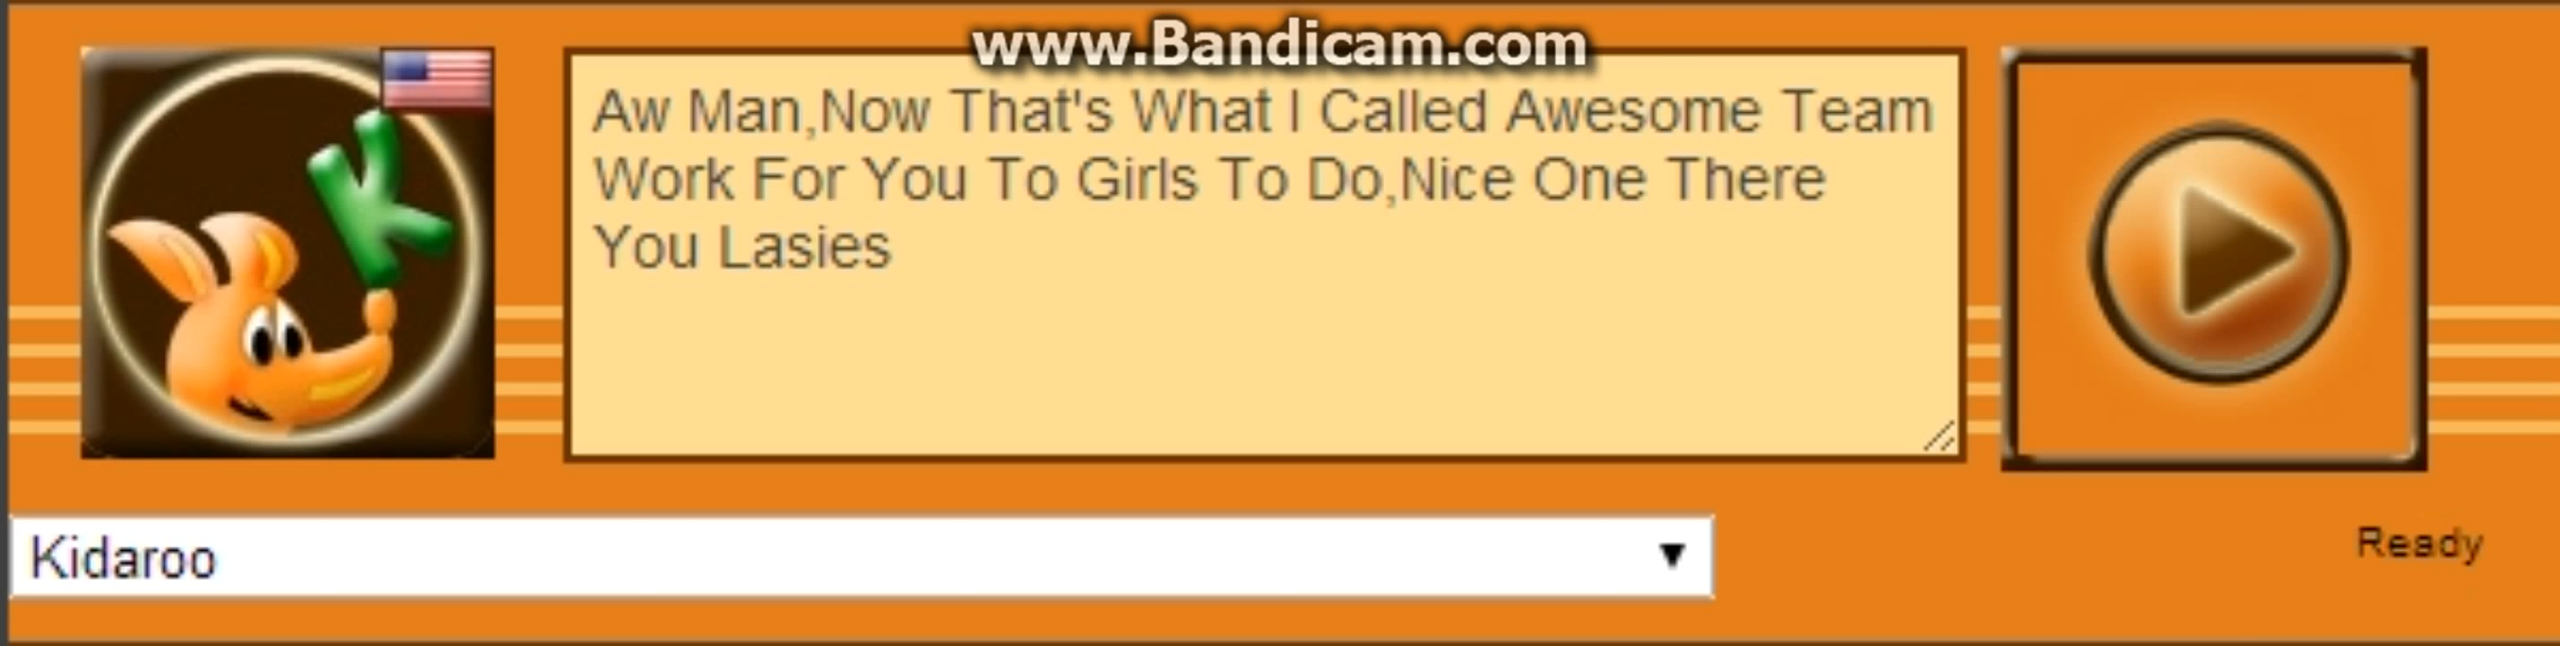 www.Bandicam.com
K
Aw Man,Now That's What I Called Awesome Team
Work For You To Girls To Do,Nice One There
You Lasies
Kidaroo
Ready